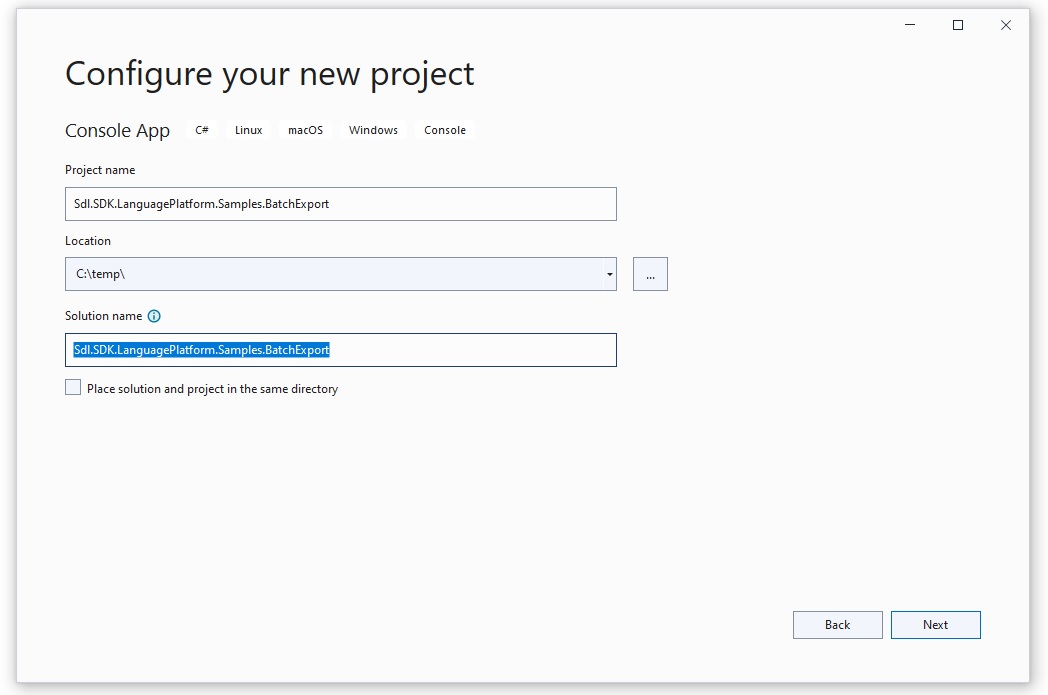 Configure your new project
Console App C# Linux macOS Windows Console
Project name
Sdl.SDK.LanguagePlatform.Samples.BatchExport
Location
C:\temp\
...
Solution name
Sdl.SDK.LanguagePlatform.Samples.BatchExport
Place solution and project in the same directory
Back Next